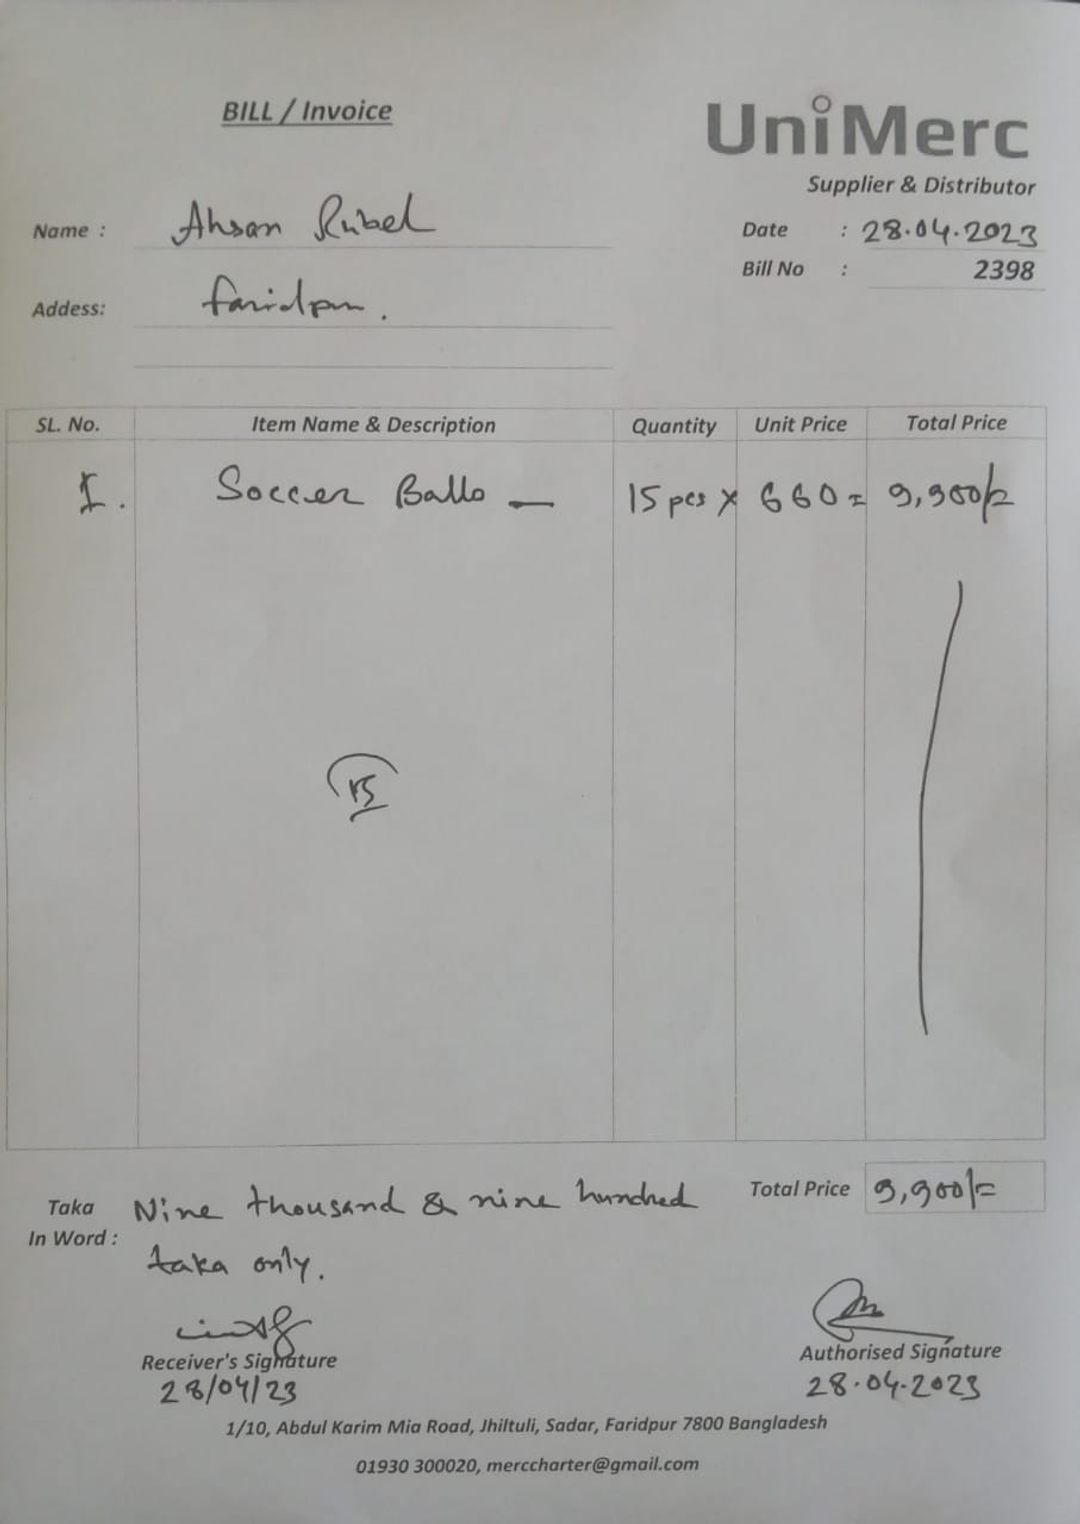 BILL / Invoice
UniMerc
Supplier & Distributor
Name : Ahsan Rubel
Date : 28.04.2023
Bill No : 2398
Addess: Faridpur.
SL. No. Item Name & Description Quantity Unit Price Total Price
1. Soccer Balls — 15 pcs x 660 = 9,900/=
15
Total Price 9,900/=
Taka In Word : Nine thousand & nine hundred
taka only.
Receiver's Signature
28/04/23
Authorised Signature
28.04.2023
1/10, Abdul Karim Mia Road, Jhiltuli, Sadar, Faridpur 7800 Bangladesh
01930 300020, merccharter@gmail.com